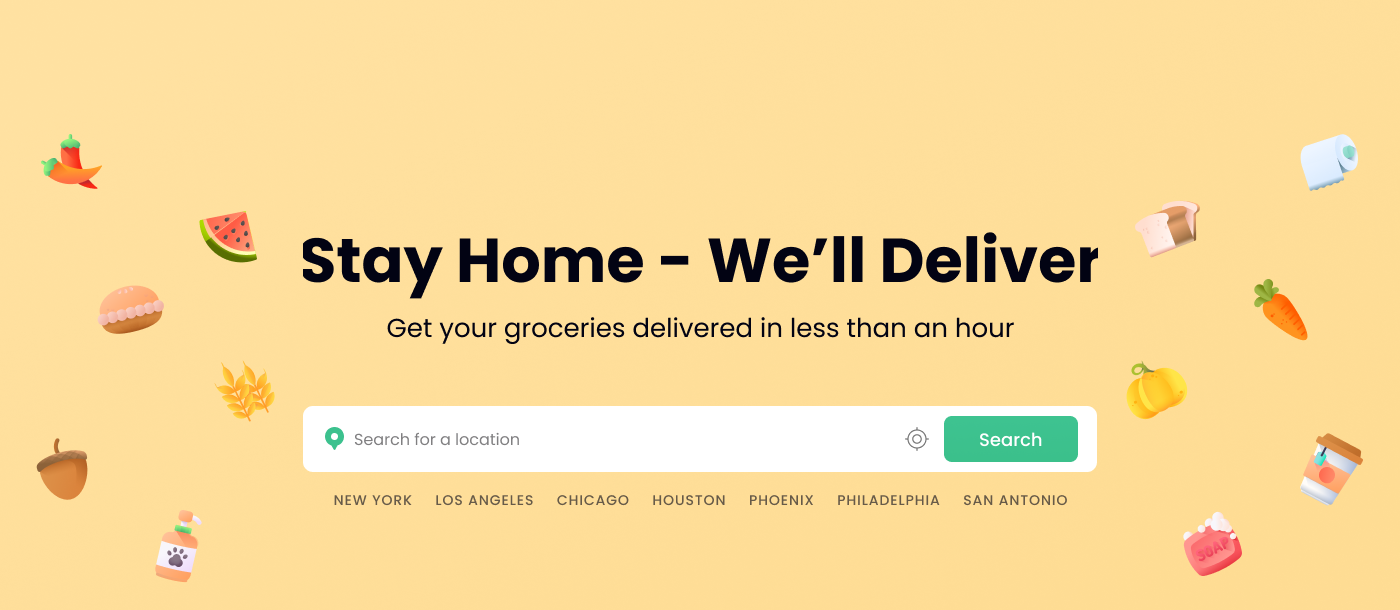 Stay Home - We’ll Deliver
Get your groceries delivered in less than an hour
Search for a location
Search
NEW YORK LOS ANGELES CHICAGO HOUSTON PHOENIX PHILADELPHIA SAN ANTONIO
SOAP